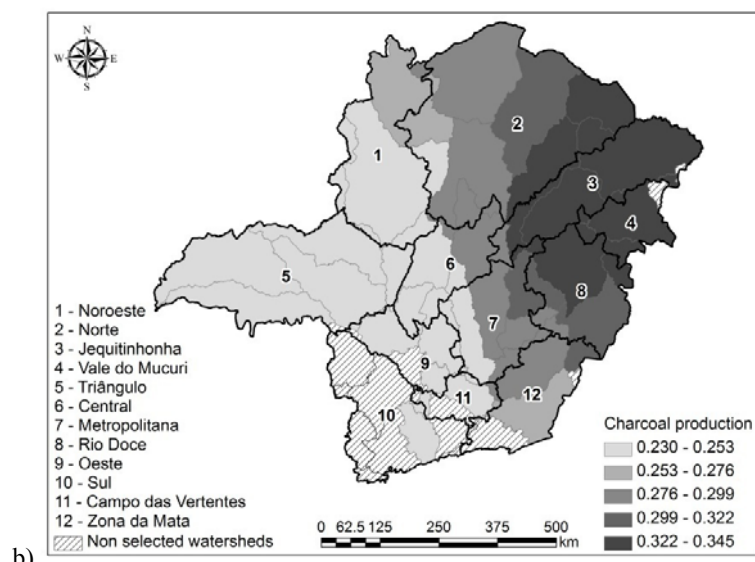 N
W E
S
1
2
3
4
5
6
7
8
9
10
11
12
1 - Noroeste
2 - Norte
3 - Jequitinhonha
4 - Vale do Mucuri
5 - Triângulo
6 - Central
7 - Metropolitana
8 - Rio Doce
9 - Oeste
10 - Sul
11 - Campo das Vertentes
12 - Zona da Mata
Non selected watersheds
Charcoal production
0.230 - 0.253
0.253 - 0.276
0.276 - 0.299
0.299 - 0.322
0.322 - 0.345
0 62.5 125 250 375 500
km
b)